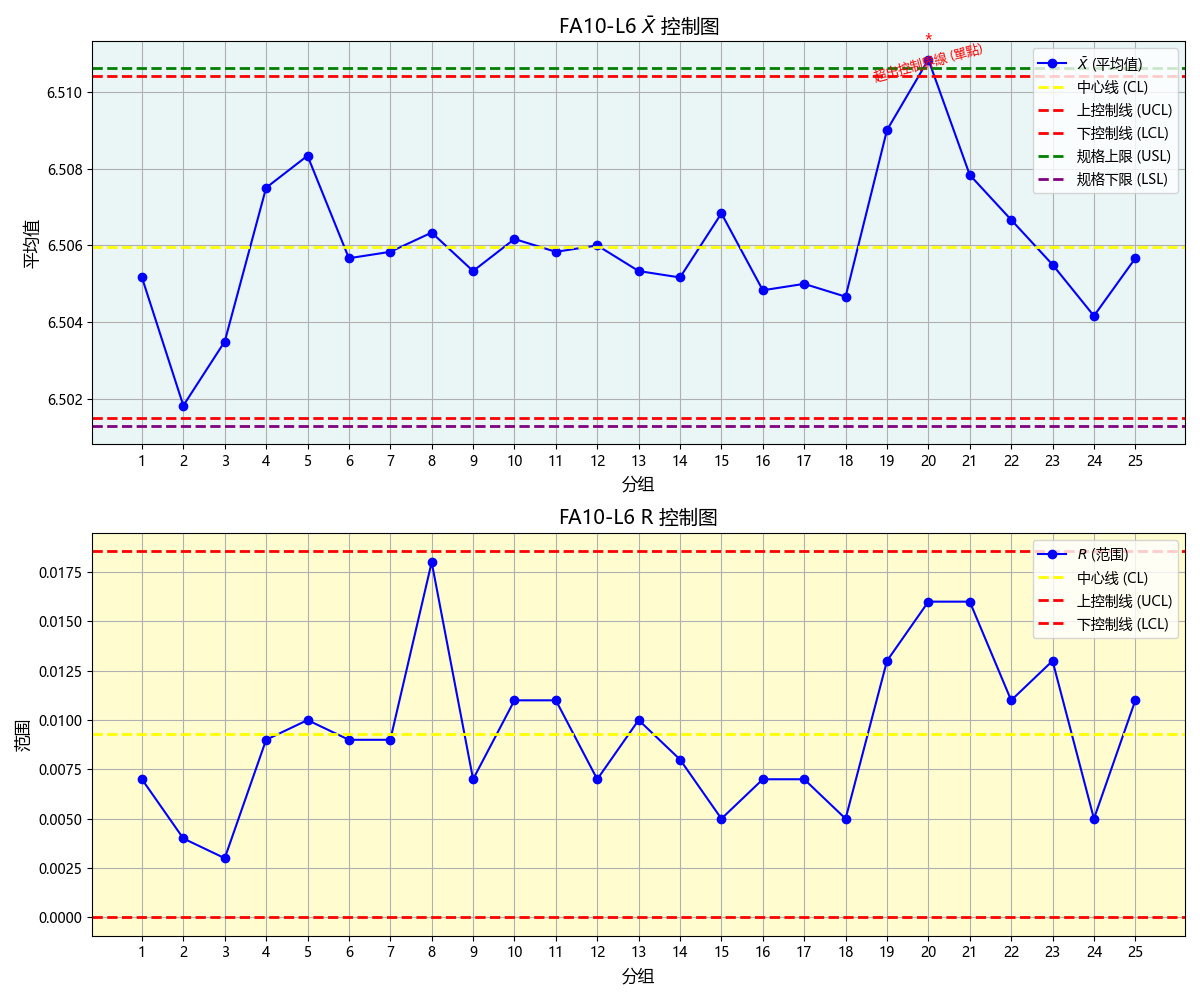 FA10-L6 X̄ 控制图
*
超出控制界線 (單點)
X̄ (平均值)
中心线 (CL)
上控制线 (UCL)
下控制线 (LCL)
规格上限 (USL)
规格下限 (LSL)
平均值
6.510
6.508
6.506
6.504
6.502
1 2 3 4 5 6 7 8 9 10 11 12 13 14 15 16 17 18 19 20 21 22 23 24 25
分组
FA10-L6 R 控制图
R (范围)
中心线 (CL)
上控制线 (UCL)
下控制线 (LCL)
范围
0.0175
0.0150
0.0125
0.0100
0.0075
0.0050
0.0025
0.0000
1 2 3 4 5 6 7 8 9 10 11 12 13 14 15 16 17 18 19 20 21 22 23 24 25
分组